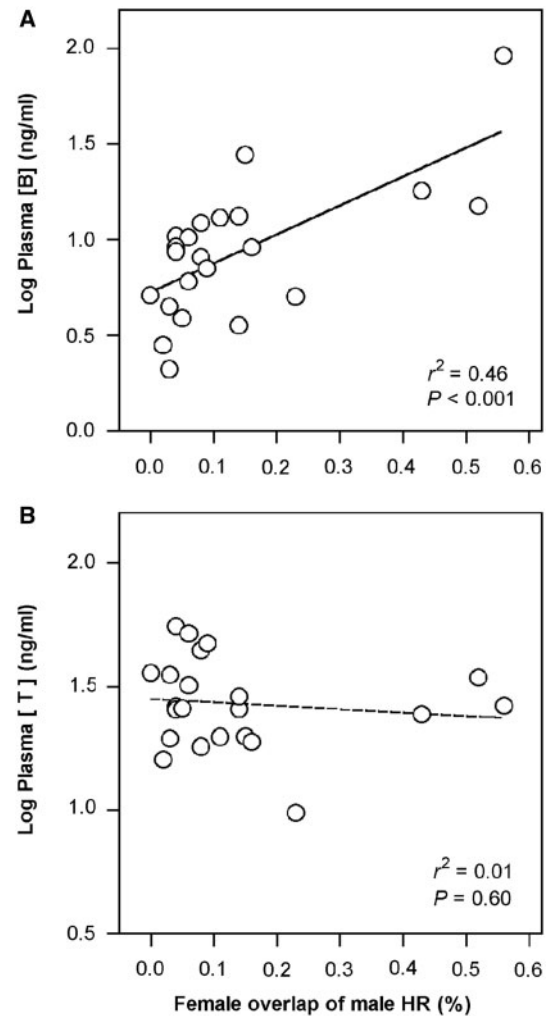 A
Log Plasma [B] (ng/ml)
2.0
1.5
1.0
0.5
0.0
r² = 0.46
P < 0.001
0.0 0.1 0.2 0.3 0.4 0.5 0.6
B
Log Plasma [ T ] (ng/ml)
2.0
1.5
1.0
0.5
r² = 0.01
P = 0.60
0.0 0.1 0.2 0.3 0.4 0.5 0.6
Female overlap of male HR (%)